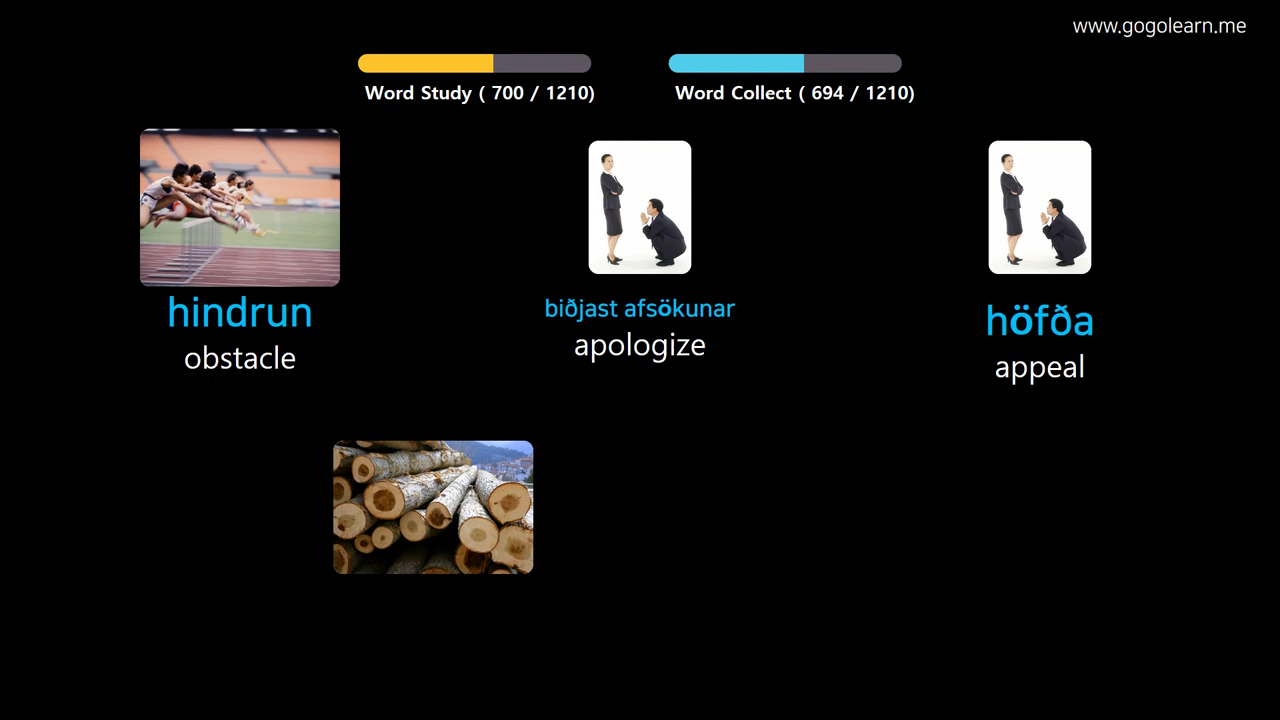 www.gogolearn.me
Word Study ( 700 / 1210)
Word Collect ( 694 / 1210)
hindrun
obstacle
biðjast afsökunar
apologize
höfða
appeal